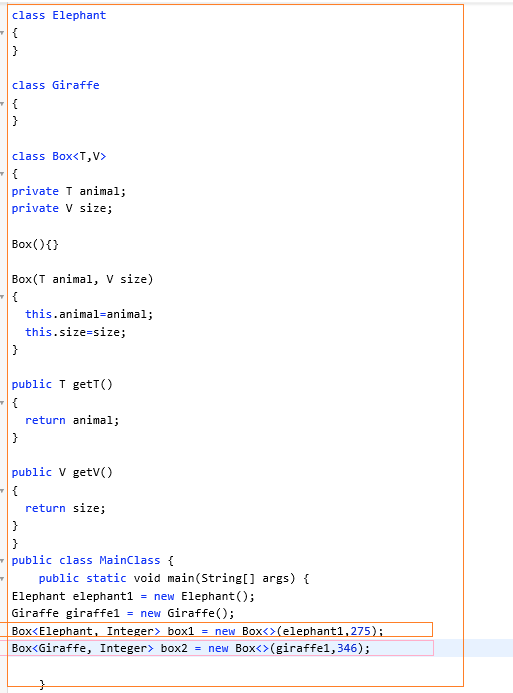 class Elephant
{
}
class Giraffe
{
}
class Box<T,V>
{
private T animal;
private V size;
Box(){}
Box(T animal, V size)
{
  this.animal=animal;
  this.size=size;
}
public T getT()
{
  return animal;
}
public V getV()
{
  return size;
}
}
public class MainClass {
    public static void main(String[] args) {
Elephant elephant1 = new Elephant();
Giraffe giraffe1 = new Giraffe();
Box<Elephant, Integer> box1 = new Box<>(elephant1,275);
Box<Giraffe, Integer> box2 = new Box<>(giraffe1,346);
    }